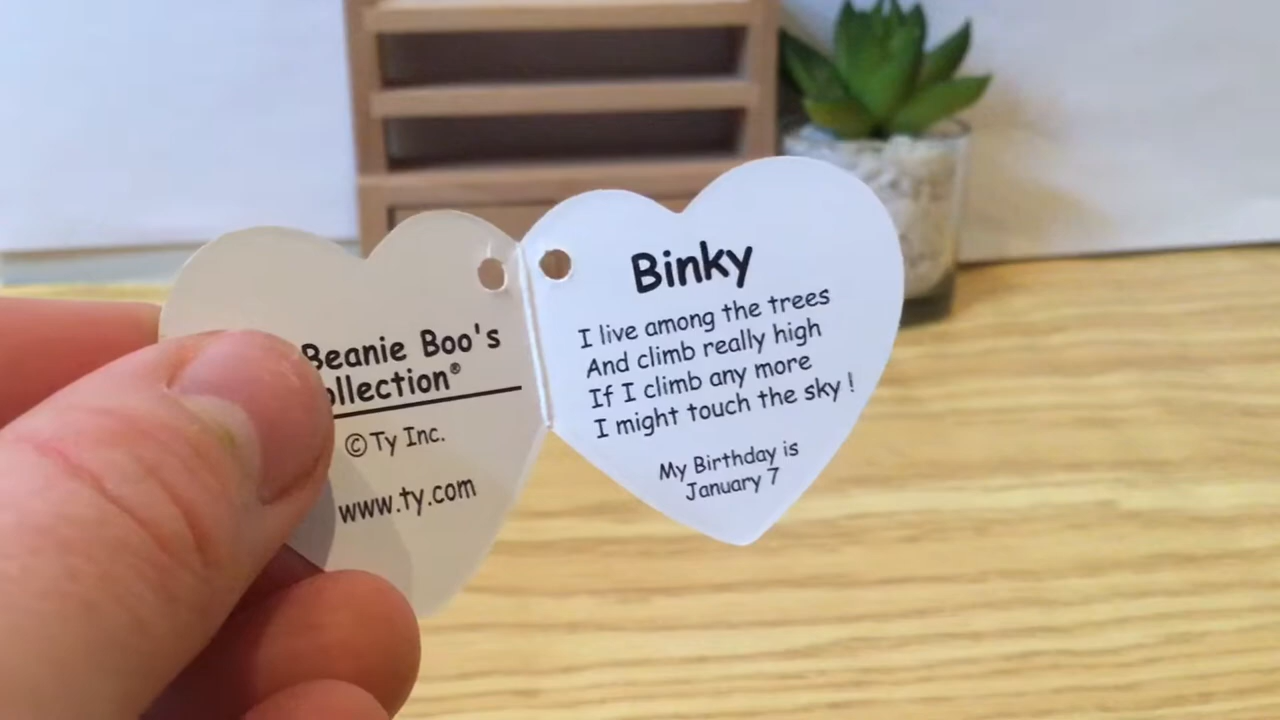 Beanie Boo's
ollection®
©Ty Inc.
www.ty.com
Binky
I live among the trees
And climb really high
If I climb any more
I might touch the sky !
My Birthday is
January 7